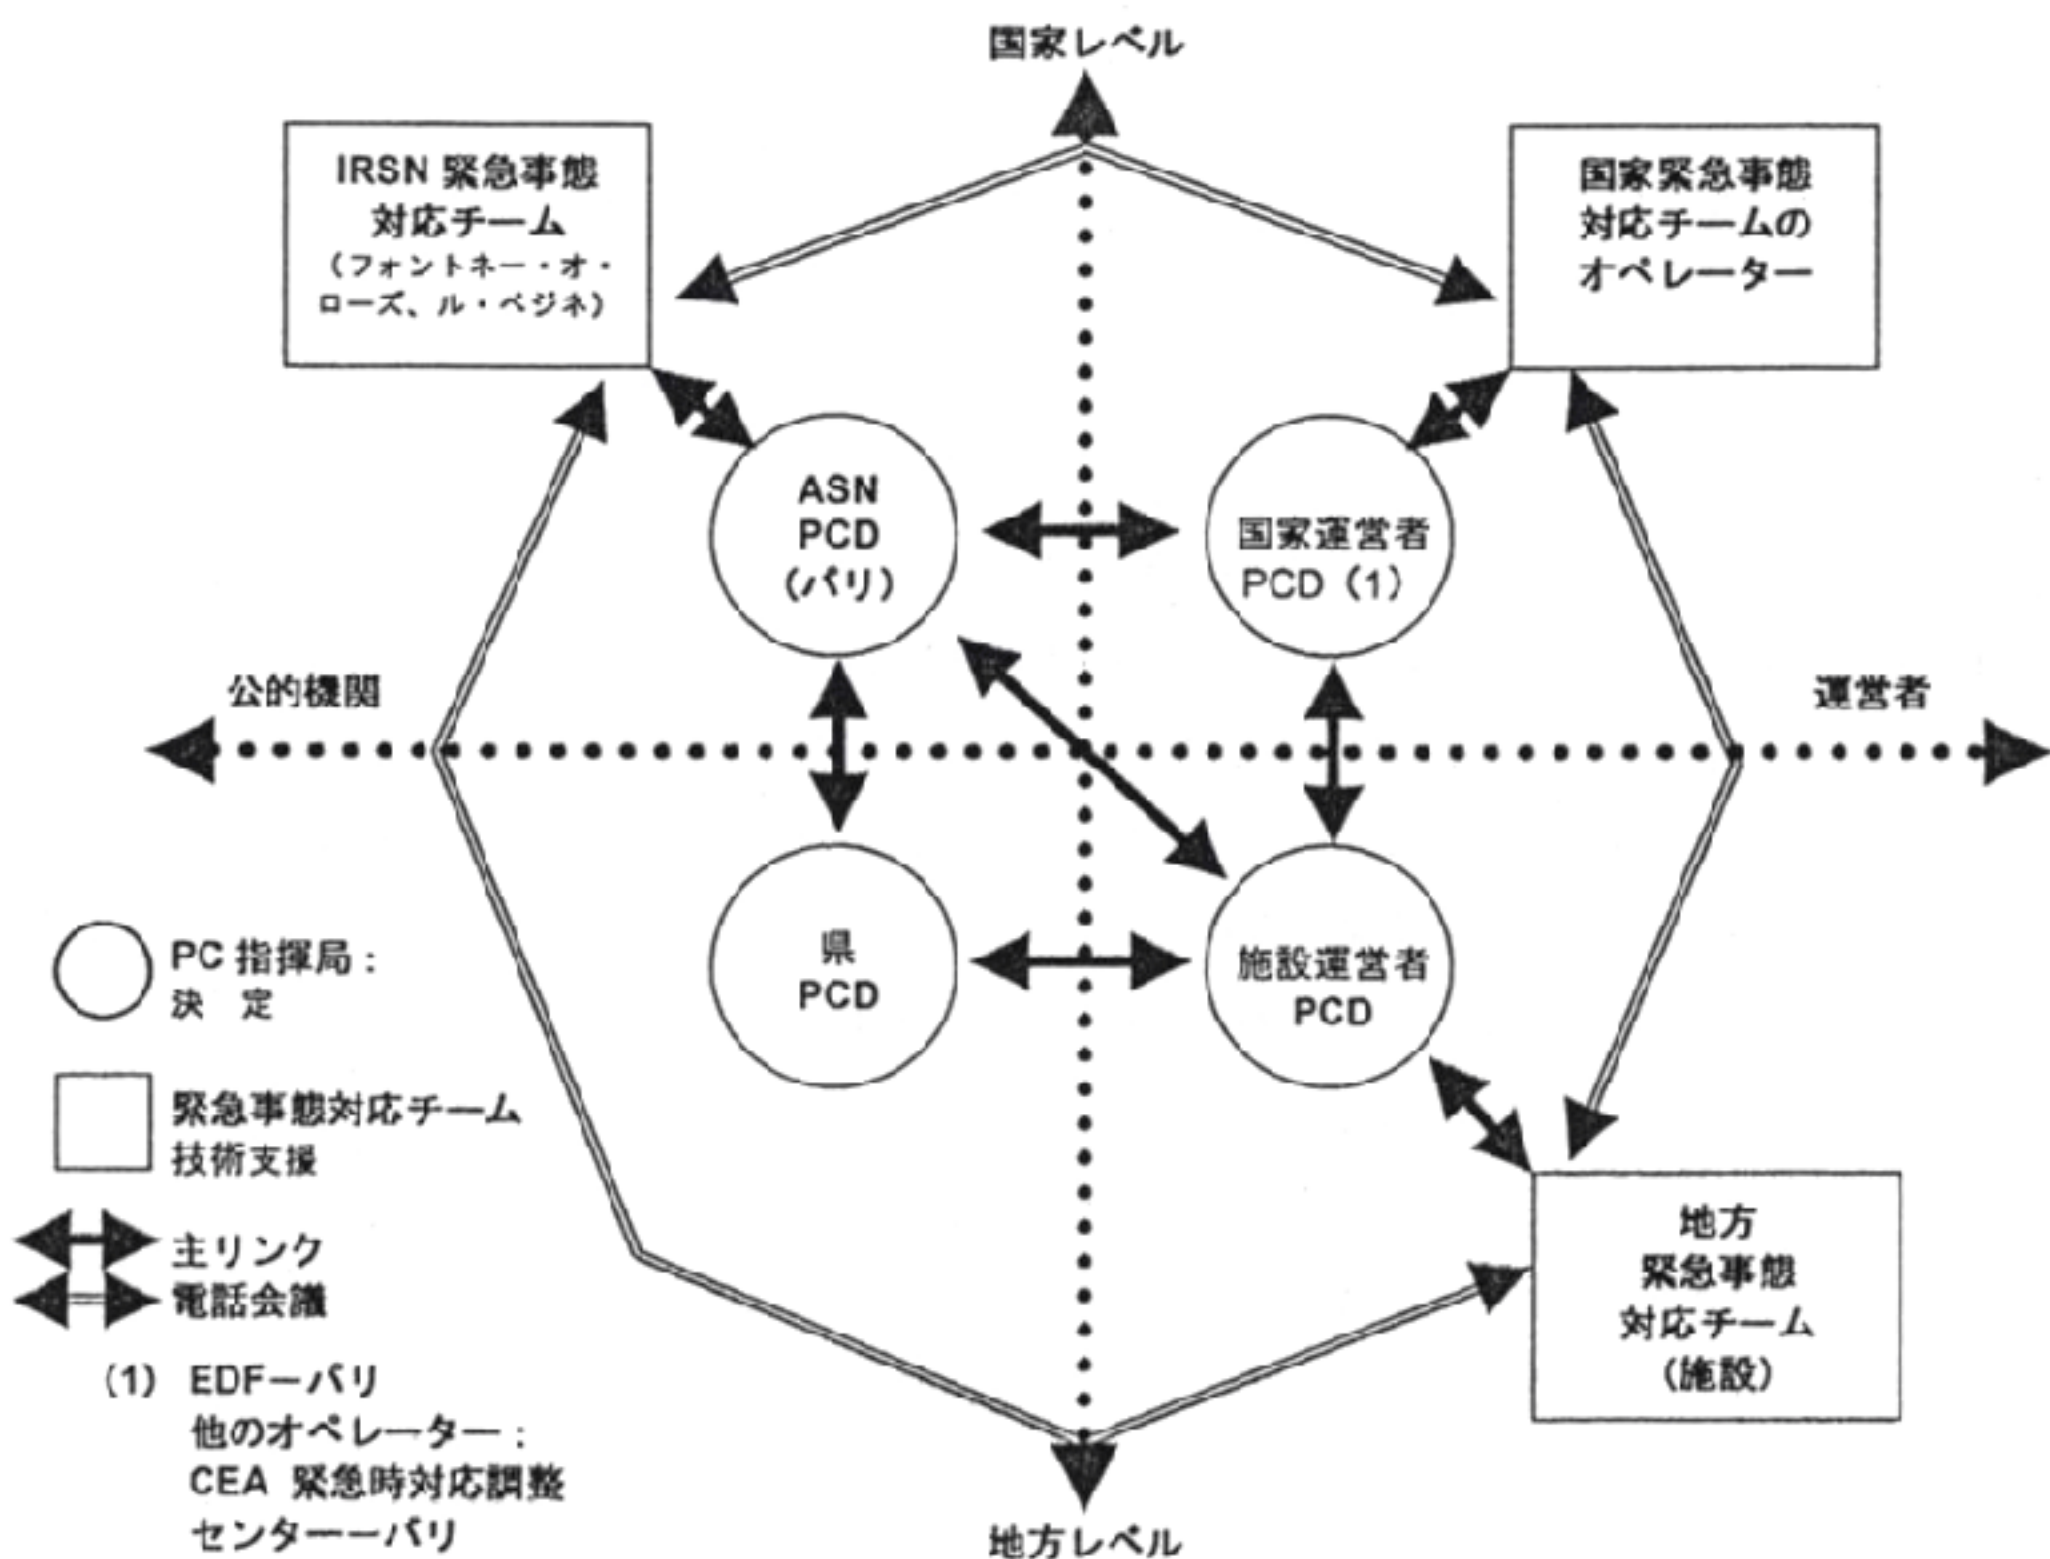 国家レベル
IRSN 緊急事態
対応チーム
（フォントネー・オ・
ローズ、ル・ベジネ）
国家緊急事態
対応チームの
オペレーター
ASN
PCD
(パリ)
国家運営者
PCD（1）
公的機関
運営者
県
PCD
施設運営者
PCD
PC 指揮局：
決　定
緊急事態対応チーム
技術支援
主リンク
電話会議
(1) EDFーパリ
他のオペレーター：
CEA 緊急時対応調整
センターーパリ
地方
緊急事態
対応チーム
(施設)
地方レベル